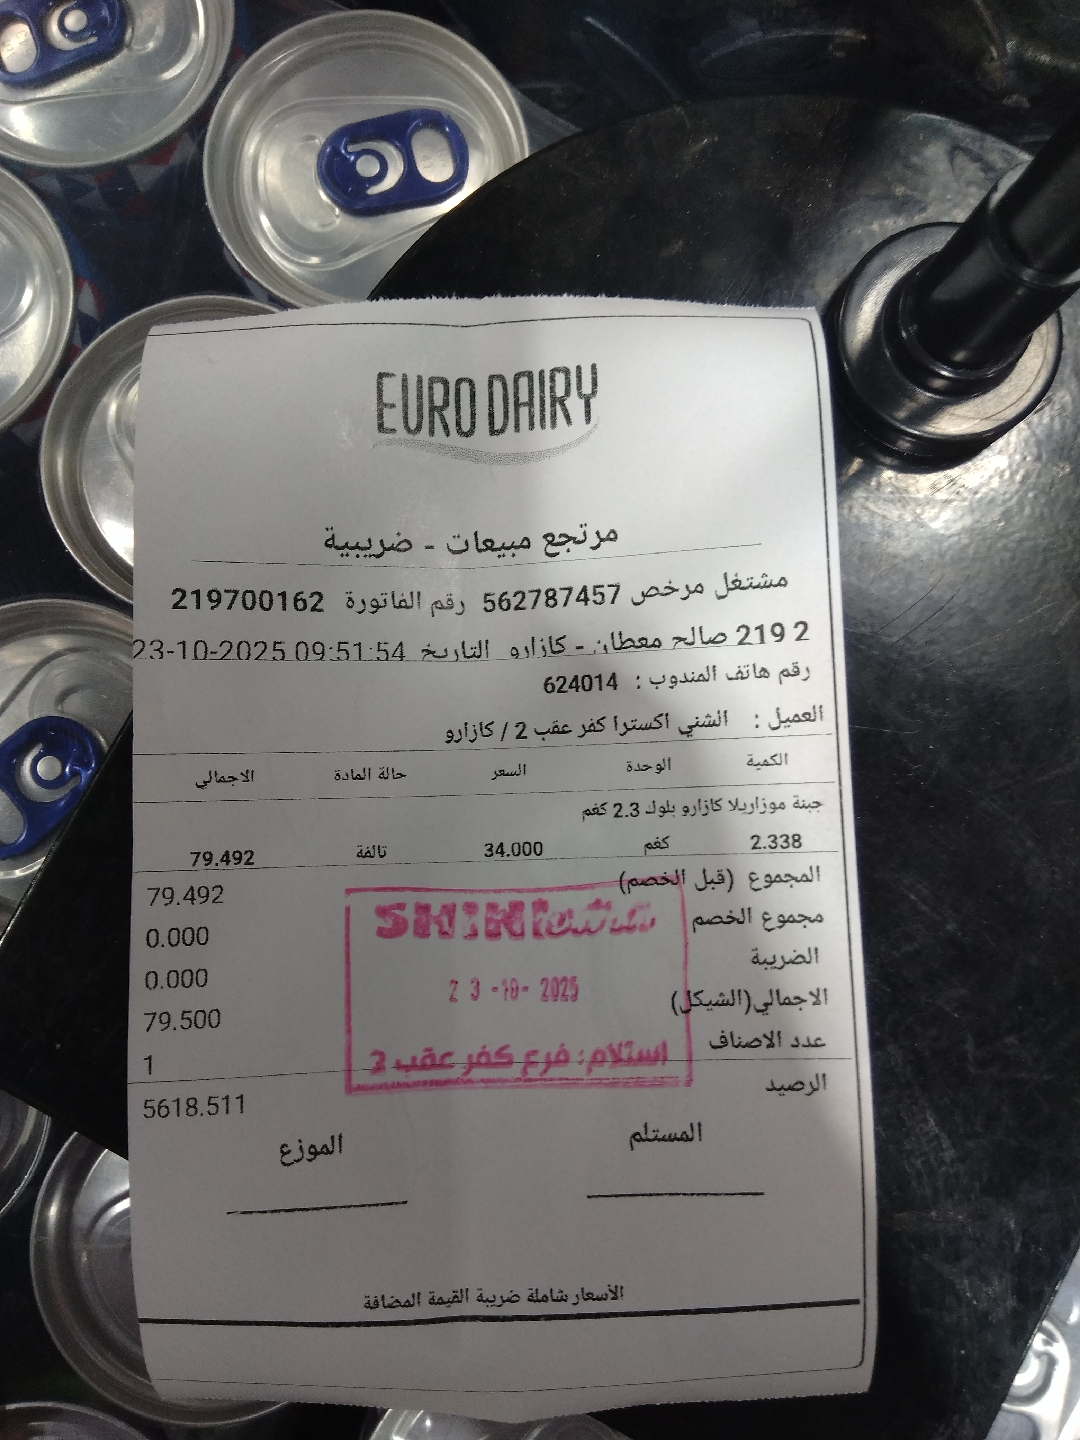 EURO DAIRY
مرتجع مبيعات - ضريبية
مشتغل مرخص 562787457 رقم الفاتورة 219700162
2 219 صالح معطان - كازارو التاريخ 23-10-2025 09:51:54
رقم هاتف المندوب : 624014
العميل : الشني اكسترا كفر عقب 2 / كازارو
الكمية الوحدة السعر حالة المادة الاجمالي
جبنة موزاريلا كازارو بلوك 2.3 كغم
2.338 كغم 34.000 تالفة 79.492
المجموع (قبل الخصم) 79.492
مجموع الخصم 0.000
الضريبة 0.000
الاجمالي(الشيكل) 79.500
عدد الاصناف 1
الرصيد 5618.511
SHINI
23-10-2025
استلام: فرع كفر عقب 2
المستلم الموزع
الأسعار شاملة ضريبة القيمة المضافة